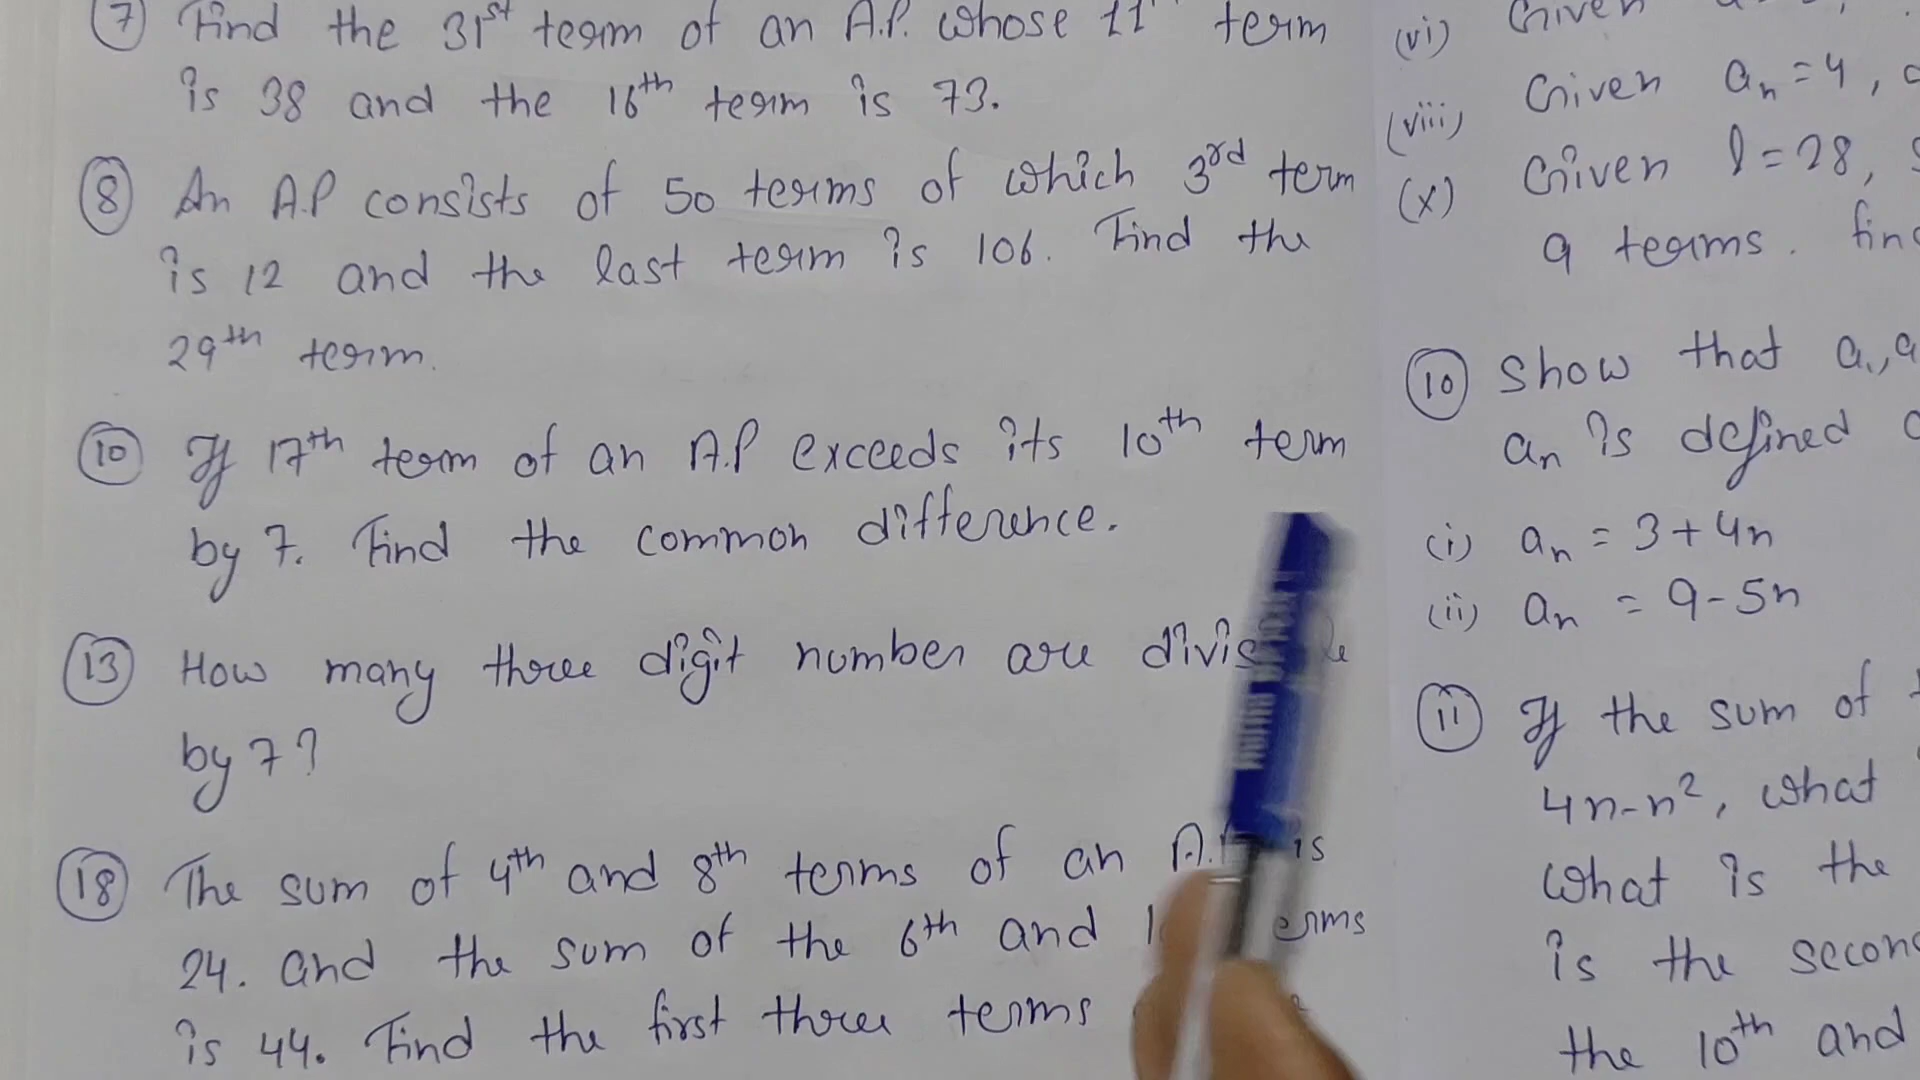 7 Find the 31st term of an A.P. whose 11th term
is 38 and the 16th term is 73.
8 An A.P consists of 50 terms of which 3rd term
is 12 and the last term is 106. Find the
29th term.
10 If 17th term of an A.P exceeds its 10th term
by 7. Find the common difference.
13 How many three digit number are
by 7?
18 The sum of 4th and 8th terms of an is
24. and the sum of the 6th and
is 44. Find the first three terms
(vi) Given
(viii) Given an = 4,
(x) Given l = 28,
9 terms.
10 Show that a1,
an is defined
(i) an = 3 + 4n
(ii) an = 9 - 5n
11 If the sum of
4n - n², what
What is the
is the
the 10th and